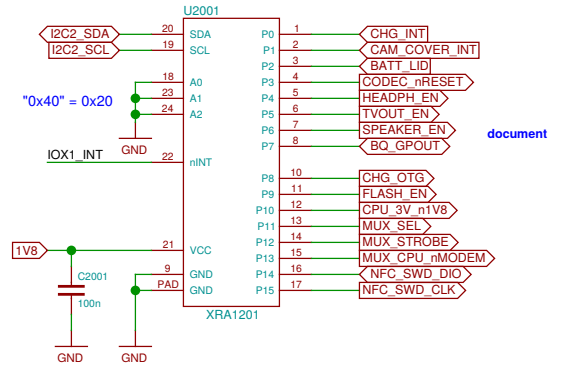 U2001
I2C2_SDA 20 SDA P0 1 CHG_INT
I2C2_SCL 19 SCL P1 2 CAM_COVER_INT
P2 3 BATT_LID
18 A0 P3 4 CODEC_nRESET
"0x40" = 0x20 23 A1 P4 5 HEADPH_EN
24 A2 P5 6 TVOUT_EN
P6 7 SPEAKER_EN document
GND P7 8 BQ_GPOUT
IOX1_INT 22 nINT
P8 10 CHG_OTG
P9 11 FLASH_EN
P10 12 CPU_3V_n1V8
P11 13 MUX_SEL
1V8 21 VCC P12 14 MUX_STROBE
P13 15 MUX_CPU_nMODEM
C2001 9 GND P14 16 NFC_SWD_DIO
100n PAD GND P15 17 NFC_SWD_CLK
XRA1201
GND GND